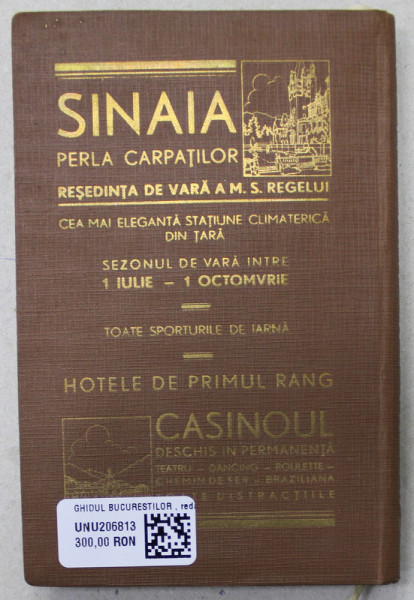 SINAIA
PERLA CARPAȚILOR
REȘEDINȚA DE VARĂ A M. S. REGELUI
CEA MAI ELEGANTĂ STAȚIUNE CLIMATERICĂ
DIN ȚARĂ
SEZONUL DE VARĂ INTRE
1 IULIE – 1 OCTOMVRIE
TOATE SPORTURILE DE IARNĂ
HOTELE DE PRIMUL RANG
CASINOUL
DESCHIS IN PERMANENȚĂ
TEATRU – DANCING – ROULETTE –
CHEMIN DE FER – BRAZILIANA
DISTRACȚIILE
GHIDUL BUCURESTILOR , red
UNU206813
300,00 RON